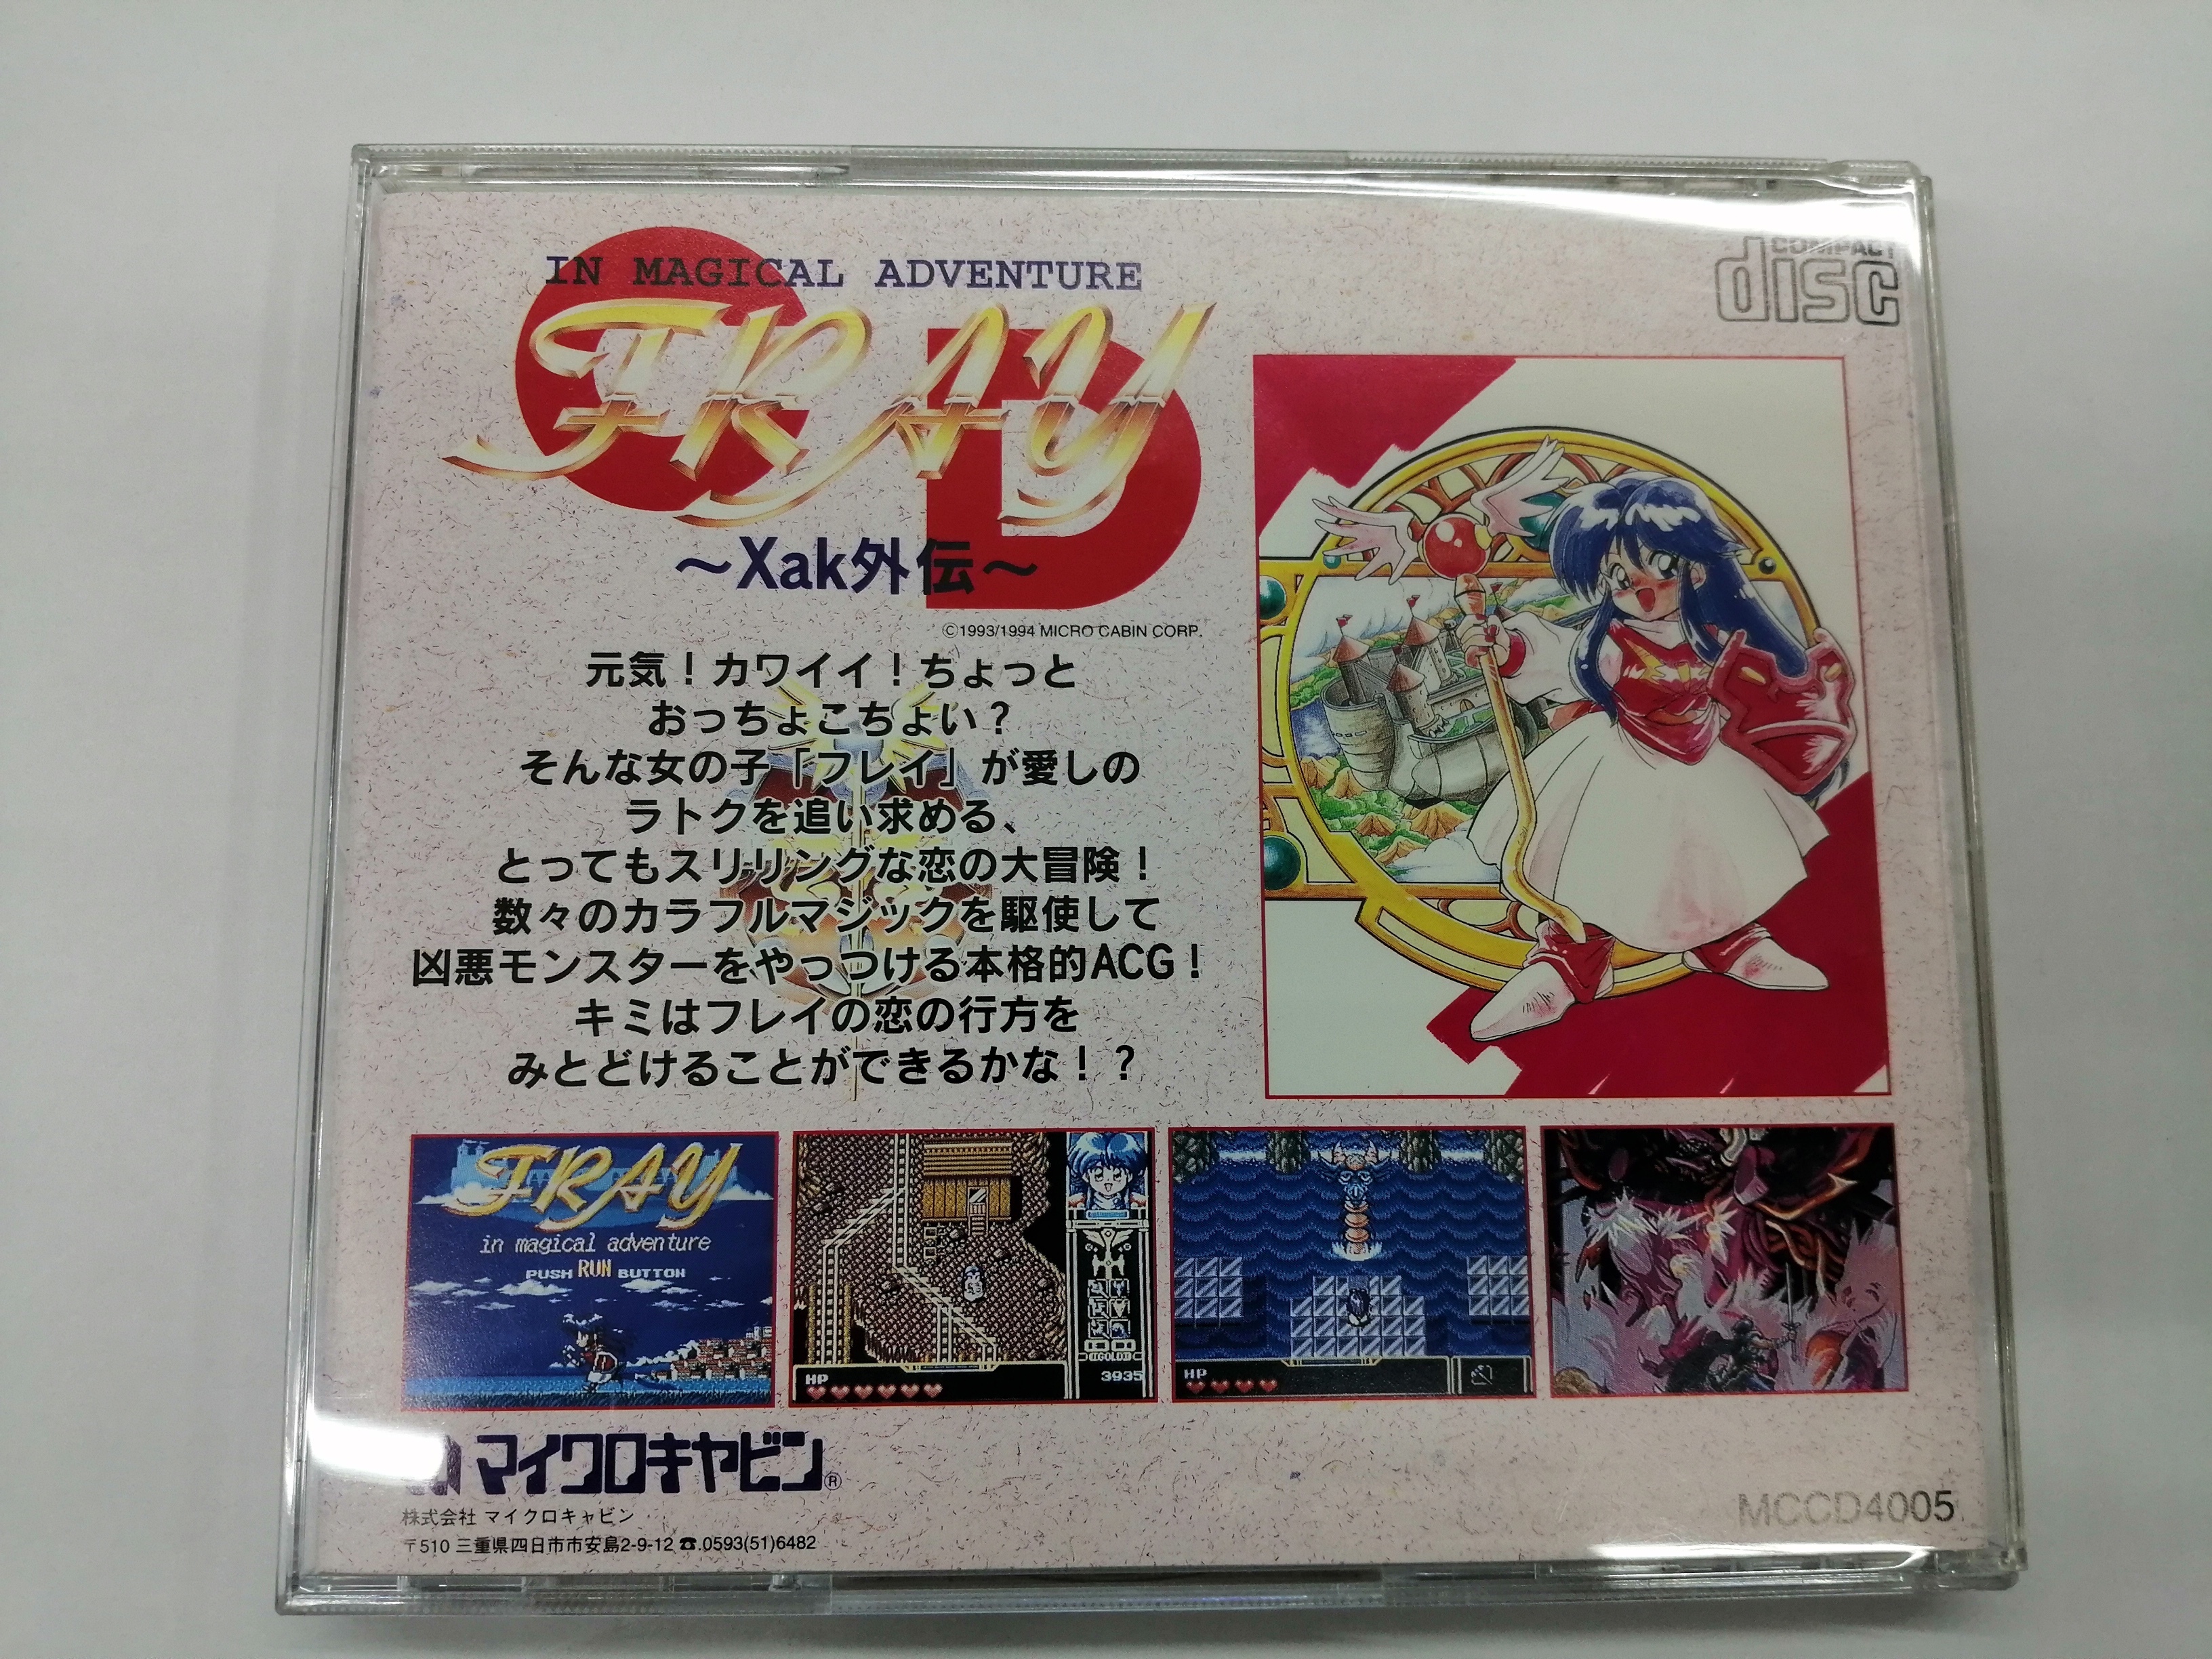 IN MAGICAL ADVENTURE
FRAY
CD
～Xak外伝～
©1993/1994 MICRO CABIN CORP.
COMPACT
disc
元気！カワイイ！ちょっと
おっちょこちょい？
そんな女の子「フレイ」が愛しの
ラトクを追い求める、
とってもスリリングな恋の大冒険！
数々のカラフルマジックを駆使して
凶悪モンスターをやっつける本格的ACG！
キミはフレイの恋の行方を
みとどけることができるかな！？
FRAY
in magical adventure
PUSH RUN BUTTON
HP
GOLD
3935
HP
マイクロキャビン®
株式会社 マイクロキャビン
〒510 三重県四日市市安島2-9-12 ☎.0593(51)6482
MCCD4005